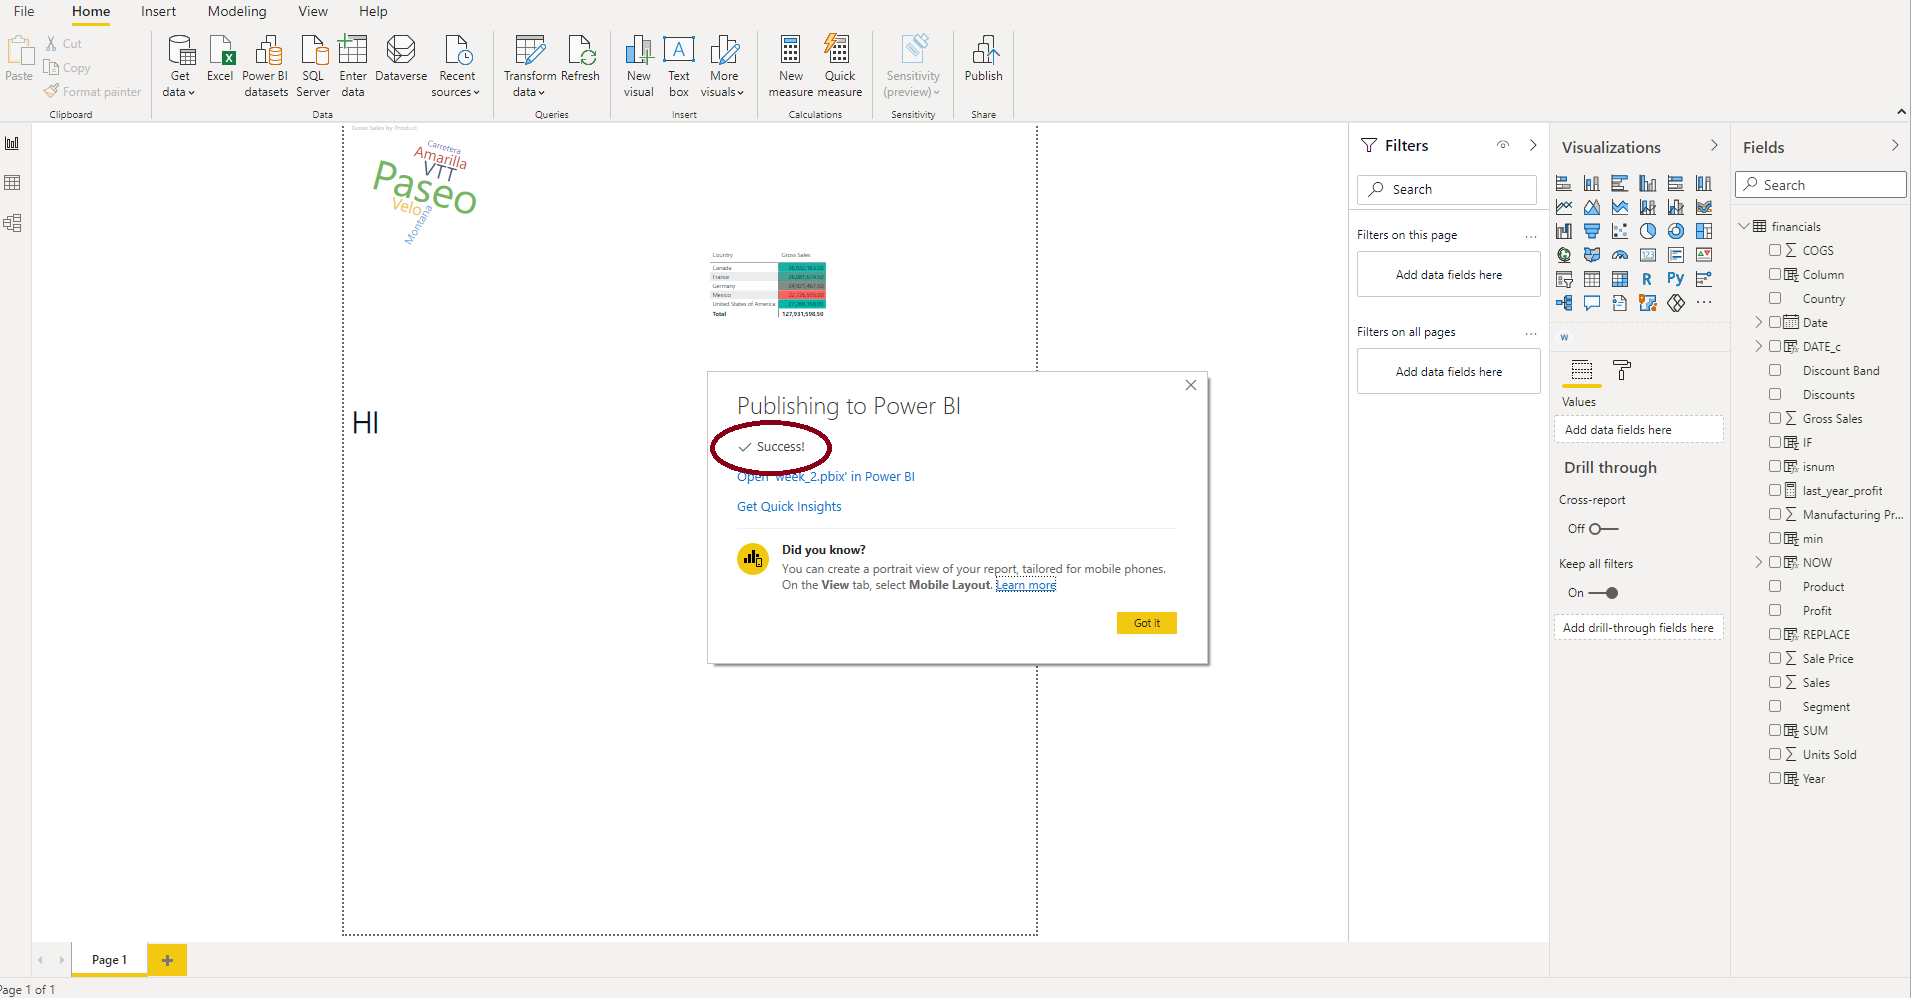 File Home Insert Modeling View Help
Paste
Cut
Copy
Format painter
Clipboard
Get data
Excel
Power BI datasets
SQL Server
Enter data
Dataverse
Recent sources
Data
Transform data
Refresh
Queries
New visual
Text box
More visuals
Insert
New measure
Quick measure
Calculations
Sensitivity (preview)
Sensitivity
Publish
Share
Gross Sales by Product
Carretera
Amarilla
VTT
Paseo
Velo
Montana
Country Gross Sales
Canada
France
Germany
Mexico
United States of America
Total 127,931,598.50
HI
Publishing to Power BI
Success!
Open 'week_2.pbix' in Power BI
Get Quick Insights
Did you know?
You can create a portrait view of your report, tailored for mobile phones.
On the View tab, select Mobile Layout. Learn more
Got it
Filters
Search
Filters on this page
...
Add data fields here
Filters on all pages
...
Add data fields here
Visualizations
123
R
Py
...
W
Values
Add data fields here
Drill through
Cross-report
Off
Keep all filters
On
Add drill-through fields here
Fields
Search
financials
COGS
Column
Country
Date
DATE_c
Discount Band
Discounts
Gross Sales
IF
isnum
last_year_profit
Manufacturing Pr...
min
NOW
Product
Profit
REPLACE
Sale Price
Sales
Segment
SUM
Units Sold
Year
Page 1
Page 1 of 1